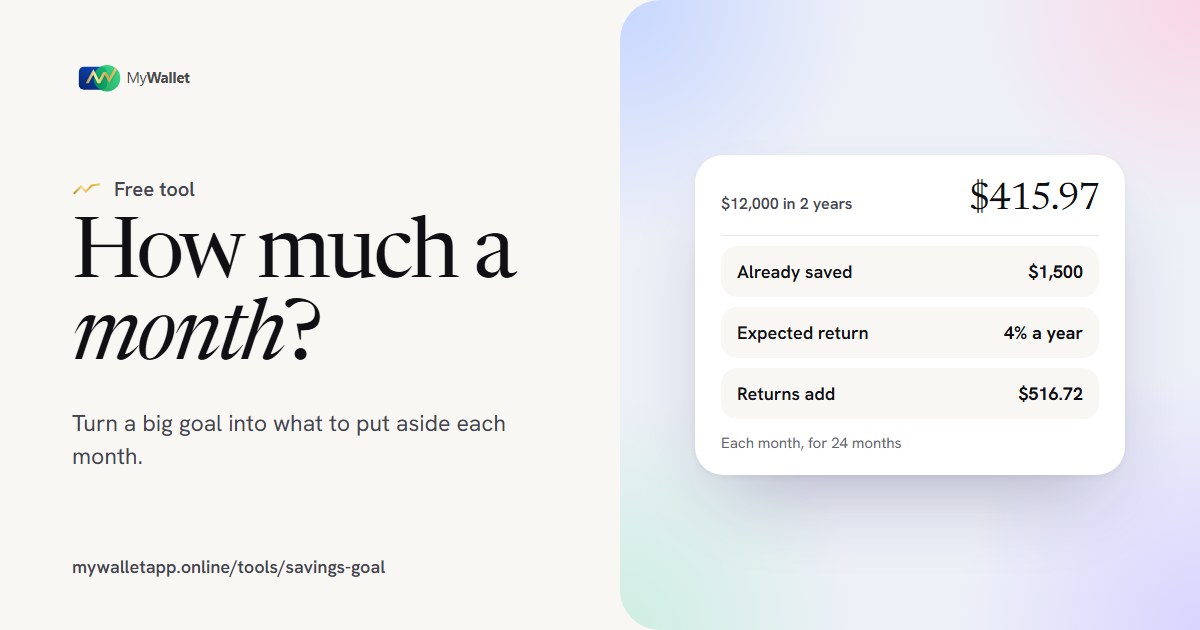 MyWallet
Free tool
How much a
month?
Turn a big goal into what to put aside each
month.
mywalletapp.online/tools/savings-goal
$12,000 in 2 years
$415.97
Already saved
$1,500
Expected return
4% a year
Returns add
$516.72
Each month, for 24 months